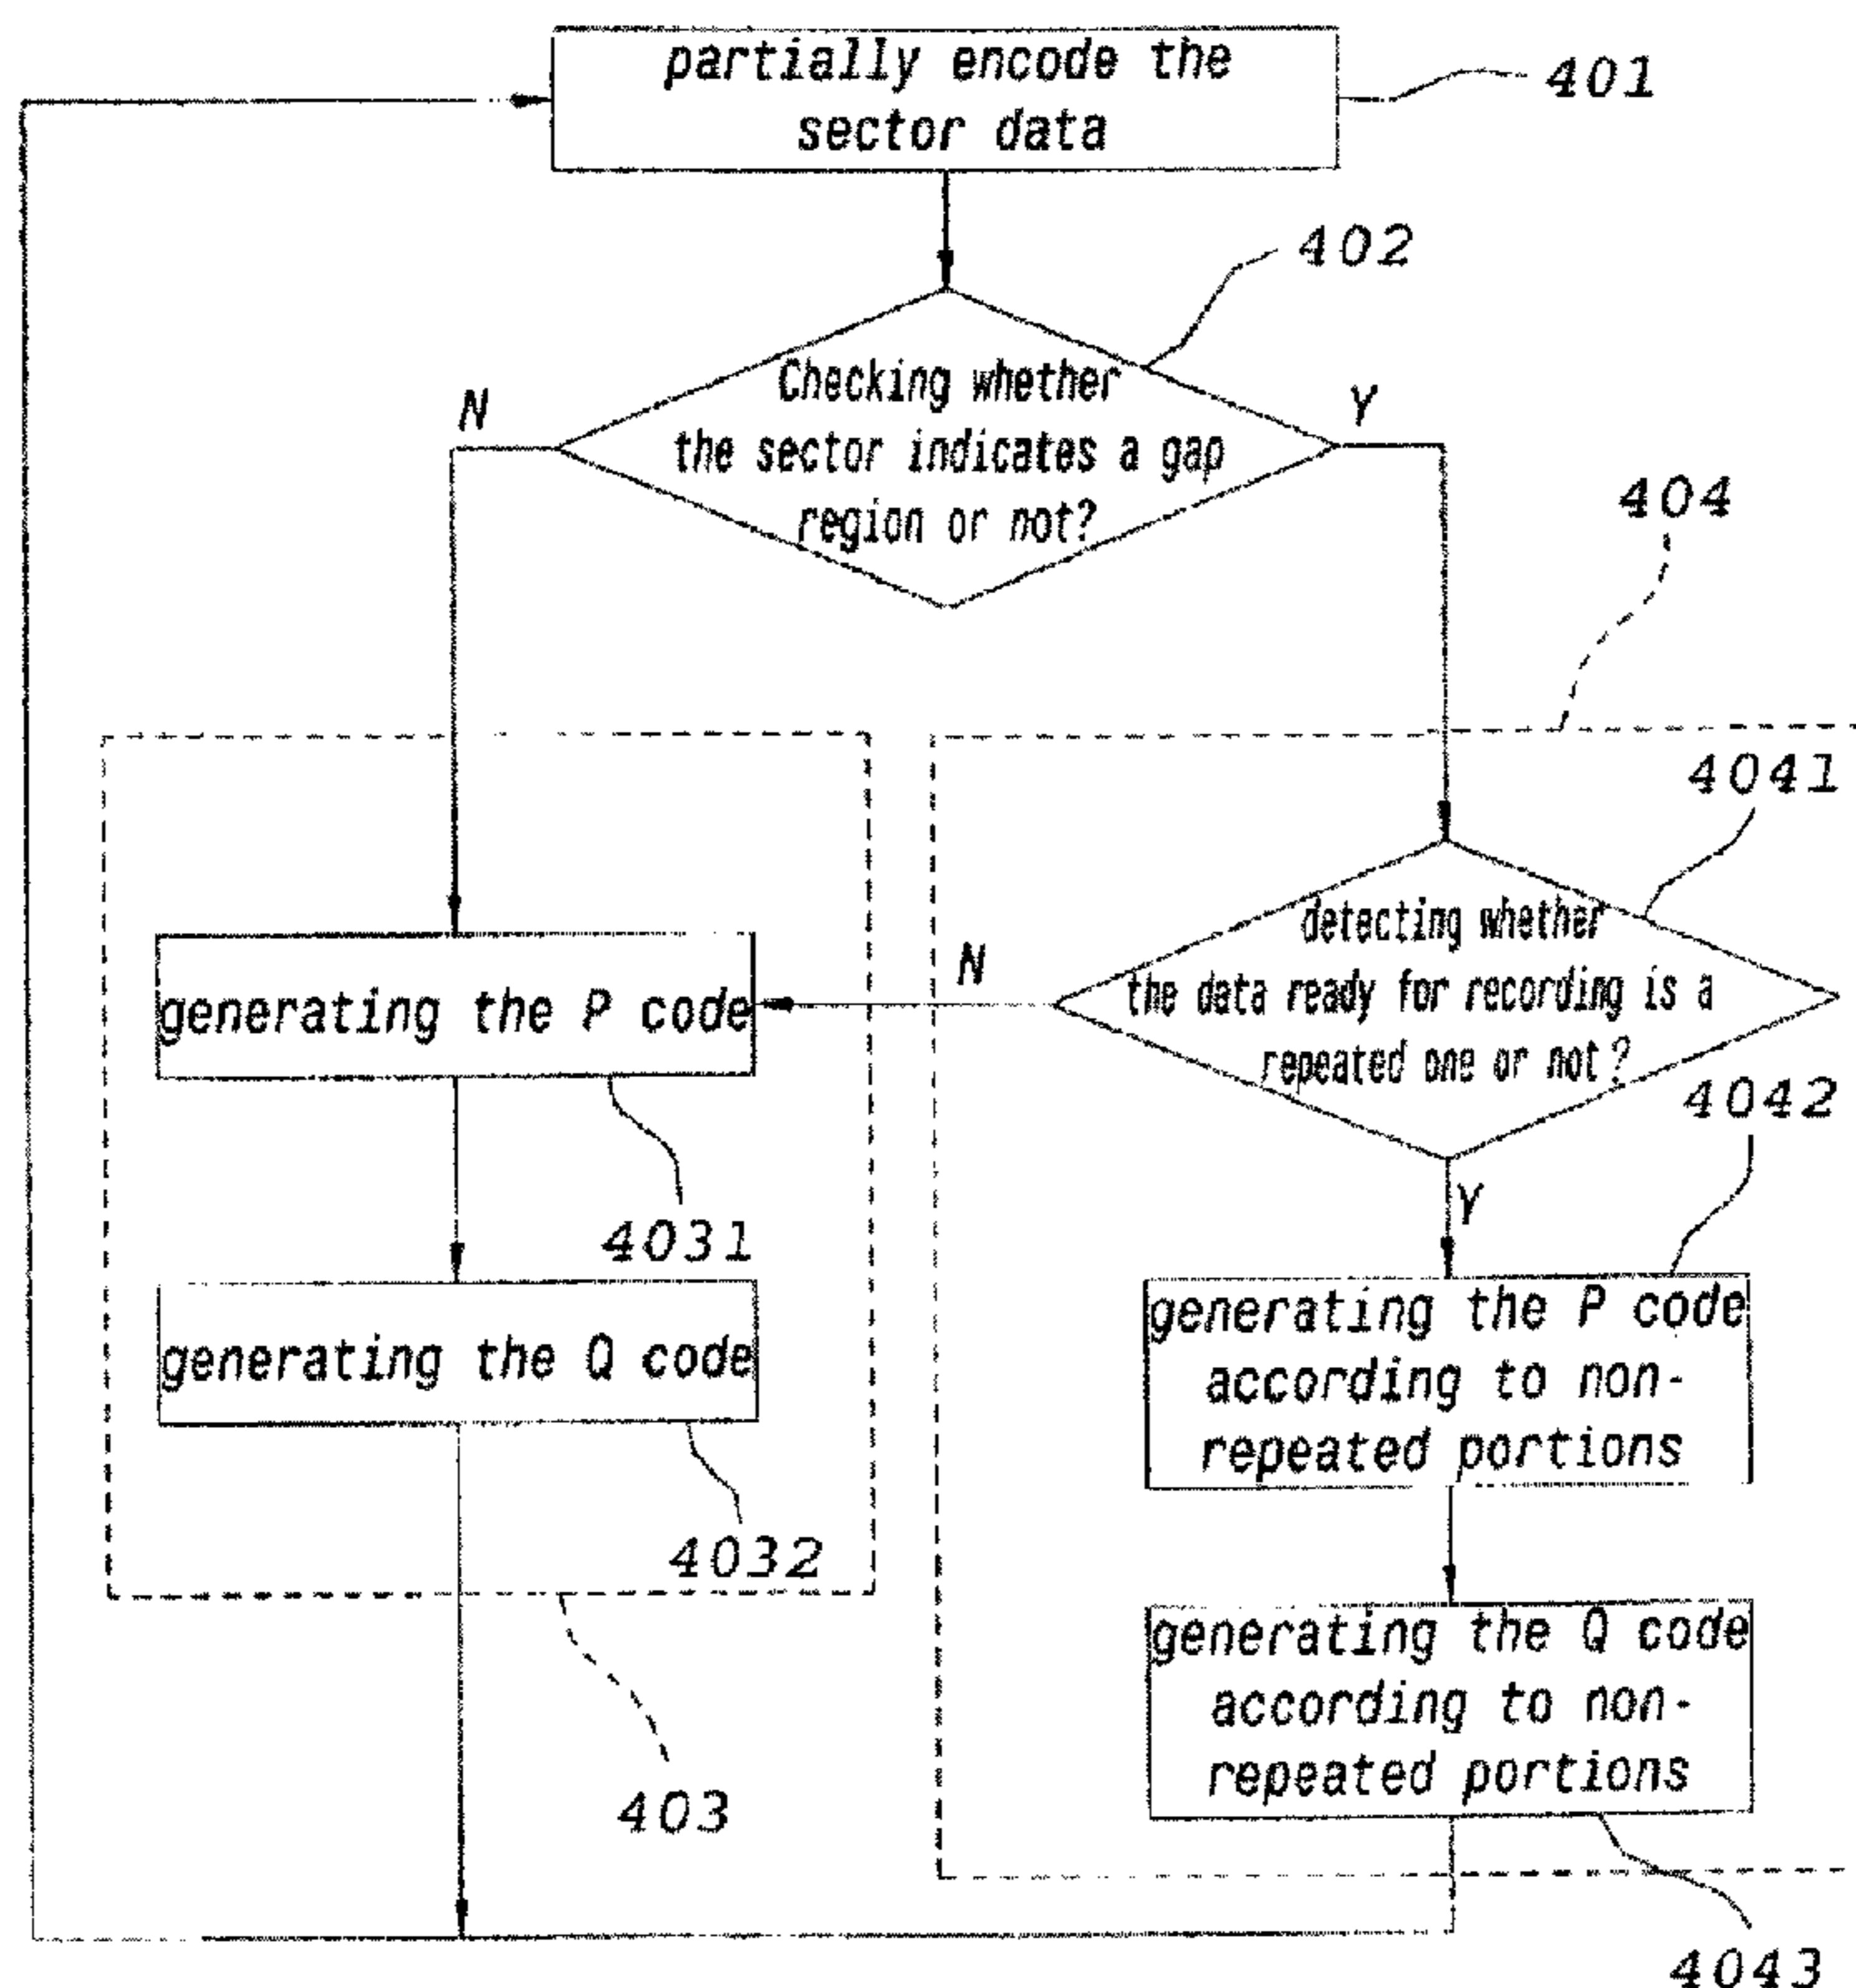 partially encode the
sector data
401
402
Checking whether
the sector indicates a gap
region or not?
N
Y
404
4041
detecting whether
the data ready for recording is a
repeated one or not?
N
generating the P code
4031
4042
Y
generating the P code
according to non-
repeated portions
generating the Q code
4032
generating the Q code
according to non-
repeated portions
403
4043